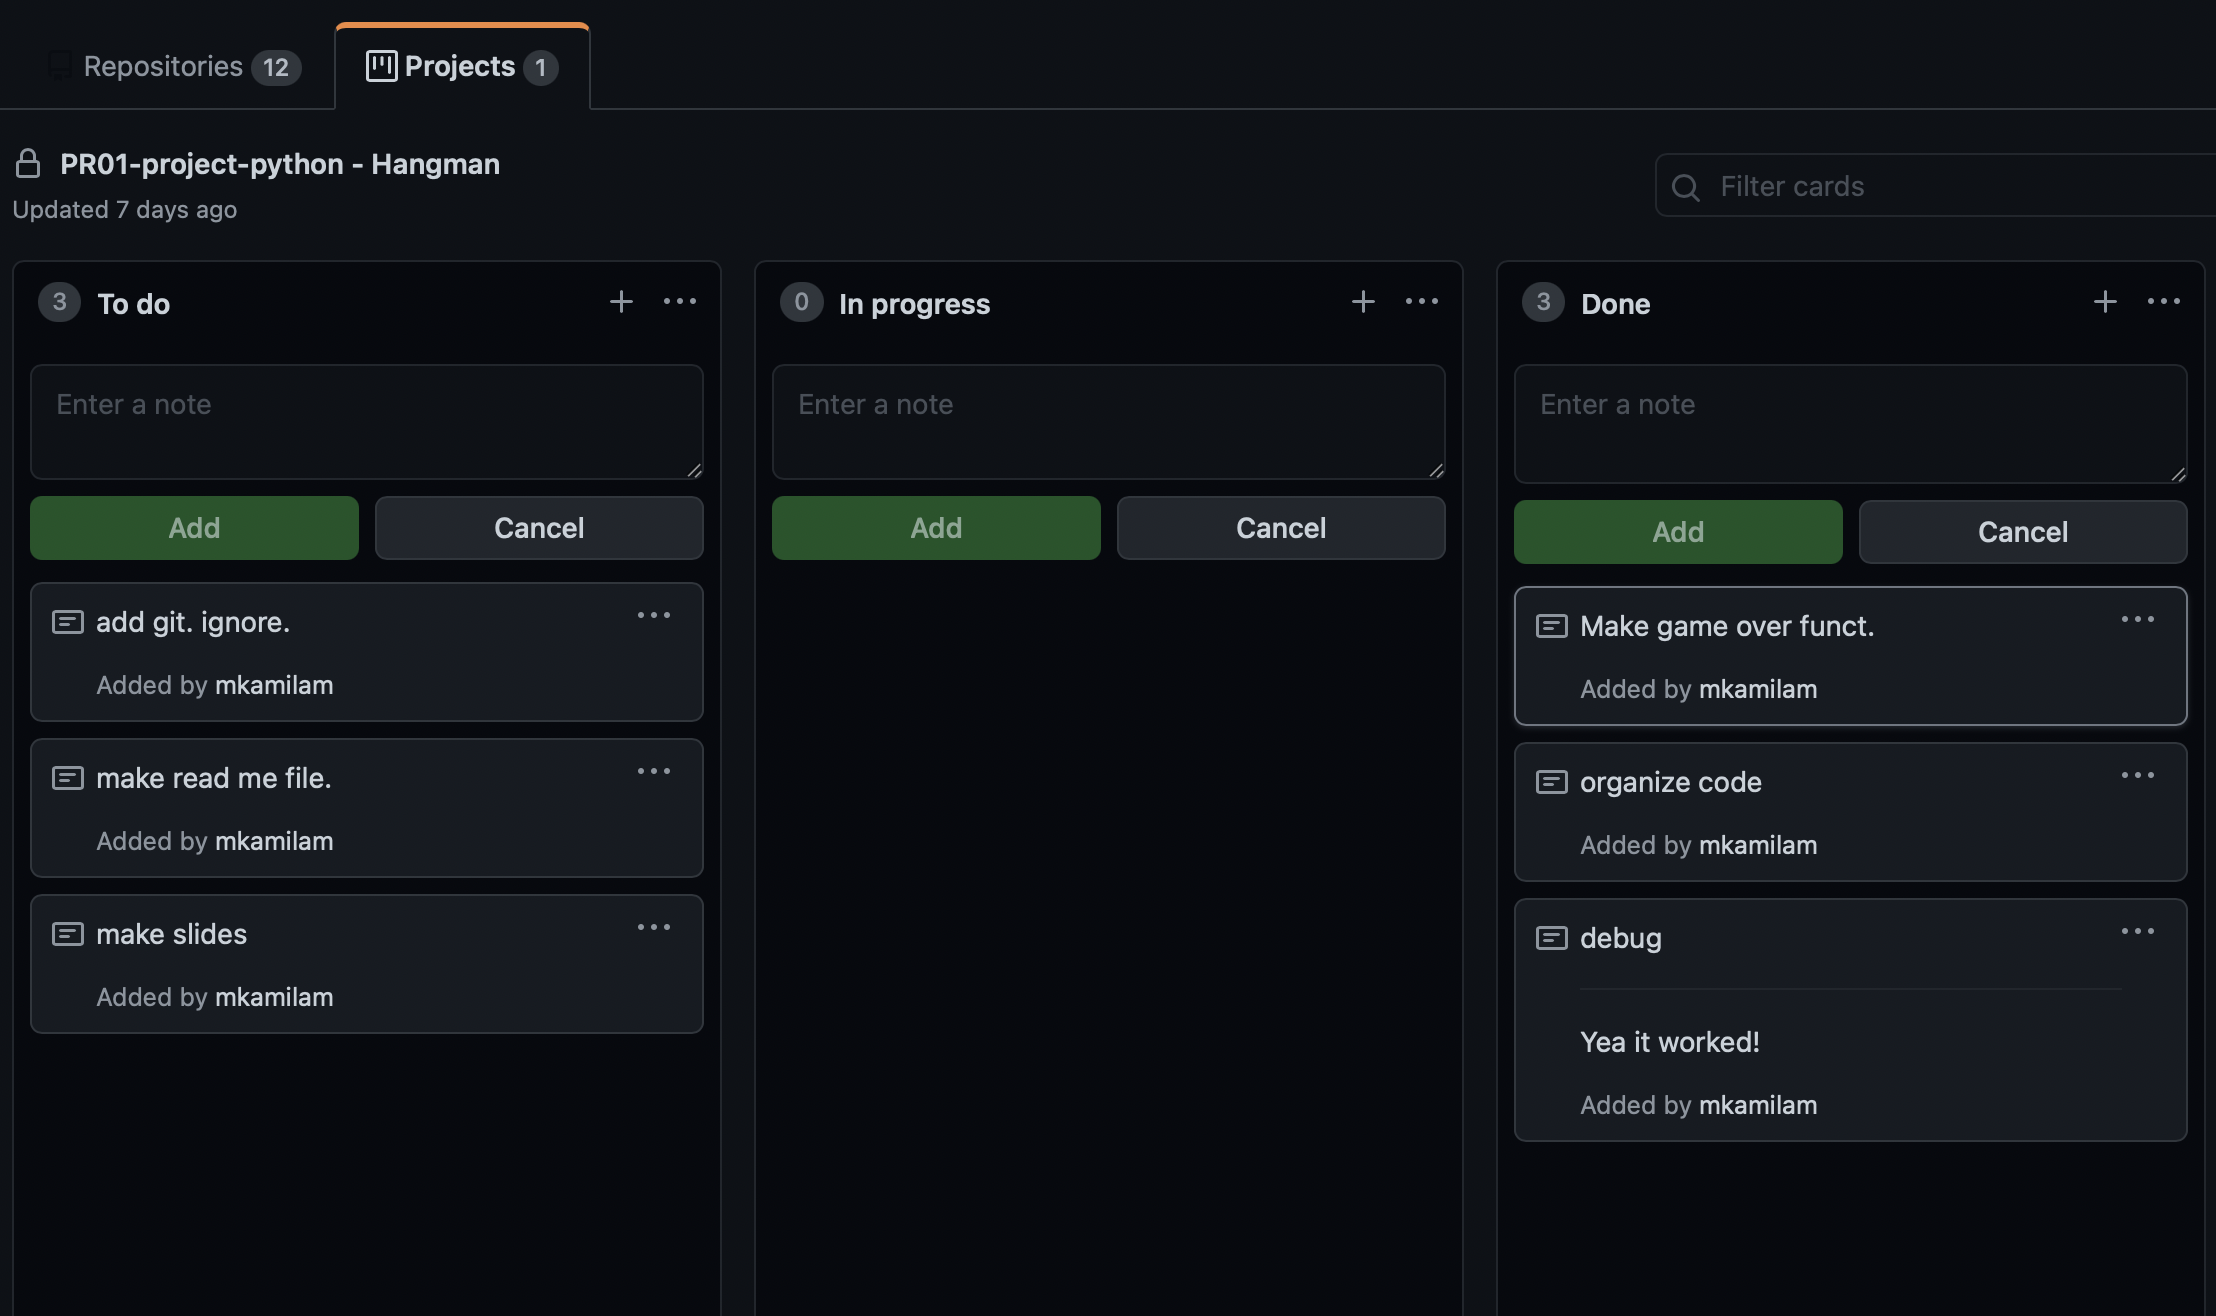 Repositories 12
Projects 1
PR01-project-python - Hangman
Updated 7 days ago
Filter cards
3 To do
Enter a note
Add Cancel
add git. ignore.
Added by mkamilam
make read me file.
Added by mkamilam
make slides
Added by mkamilam
0 In progress
Enter a note
Add Cancel
3 Done
Enter a note
Add Cancel
Make game over funct.
Added by mkamilam
organize code
Added by mkamilam
debug
Yea it worked!
Added by mkamilam